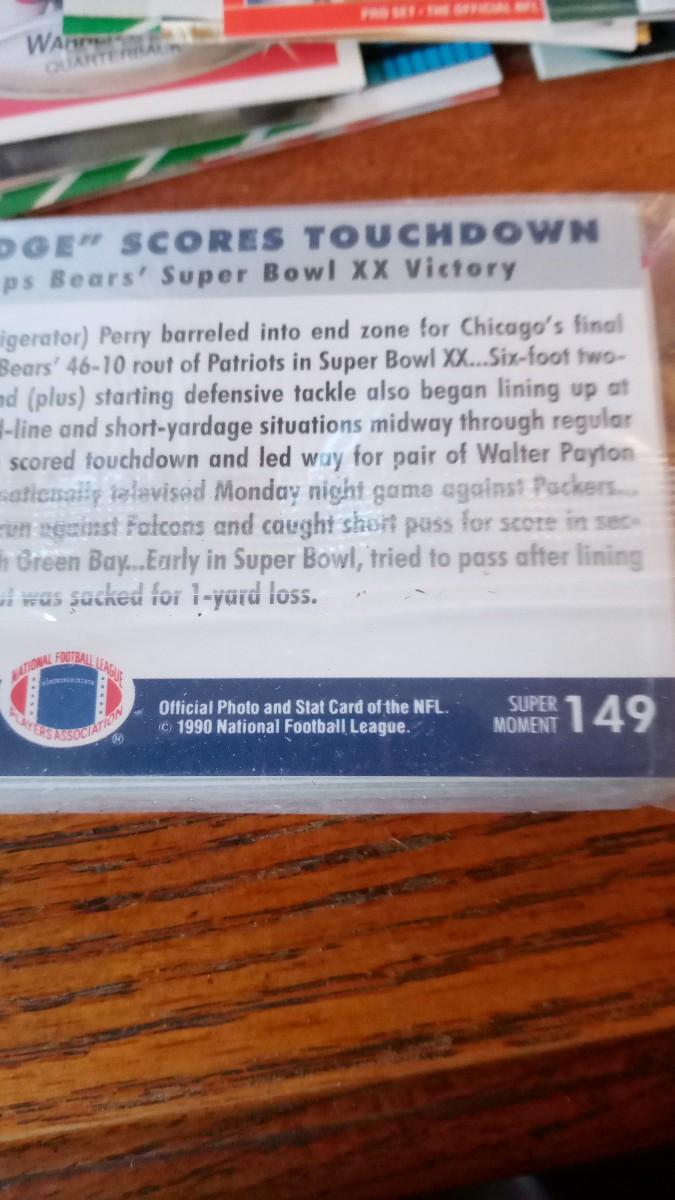 PRO SET · THE OFFICIAL NFL
QUARTERBACK
DGE" SCORES TOUCHDOWN
ps Bears' Super Bowl XX Victory
igerator) Perry barreled into end zone for Chicago's final
Bears' 46-10 rout of Patriots in Super Bowl XX...Six-foot two-
nd (plus) starting defensive tackle also began lining up at
l-line and short-yardage situations midway through regular
scored touchdown and led way for pair of Walter Payton
nationally televised Monday night game against Packers...
run against Falcons and caught short pass for score in sec-
h Green Bay...Early in Super Bowl, tried to pass after lining
ut was sacked for 1-yard loss.
NATIONAL FOOTBALL LEAGUE
PLAYERS ASSOCIATION
Official Photo and Stat Card of the NFL.
© 1990 National Football League.
SUPER
MOMENT 149